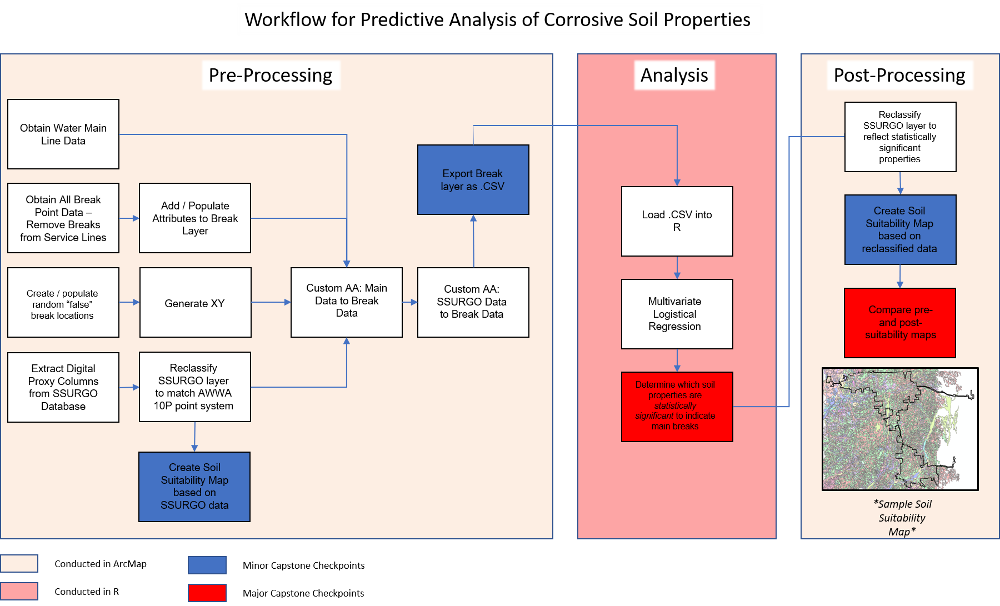 Workflow for Predictive Analysis of Corrosive Soil Properties
Pre-Processing
Obtain Water Main
Line Data
Obtain All Break
Point Data –
Remove Breaks
from Service Lines
Add / Populate
Attributes to Break
Layer
Create / populate
random “false”
break locations
Generate XY
Extract Digital
Proxy Columns
from SSURGO
Database
Reclassify
SSURGO layer
to match AWWA
10P point system
Create Soil
Suitability Map
based on
SSURGO data
Custom AA: Main
Data to Break
Data
Custom AA:
SSURGO Data
to Break Data
Export Break
layer as .CSV
Analysis
Load .CSV into
R
Multivariate
Logistical
Regression
Determine which soil
properties are
statistically
significant to indicate
main breaks
Post-Processing
Reclassify
SSURGO layer to
reflect statistically
significant
properties
Create Soil
Suitability Map
based on
reclassified data
Compare pre-
and post-
suitability maps
*Sample Soil
Suitability
Map*
Conducted in ArcMap
Conducted in R
Minor Capstone Checkpoints
Major Capstone Checkpoints